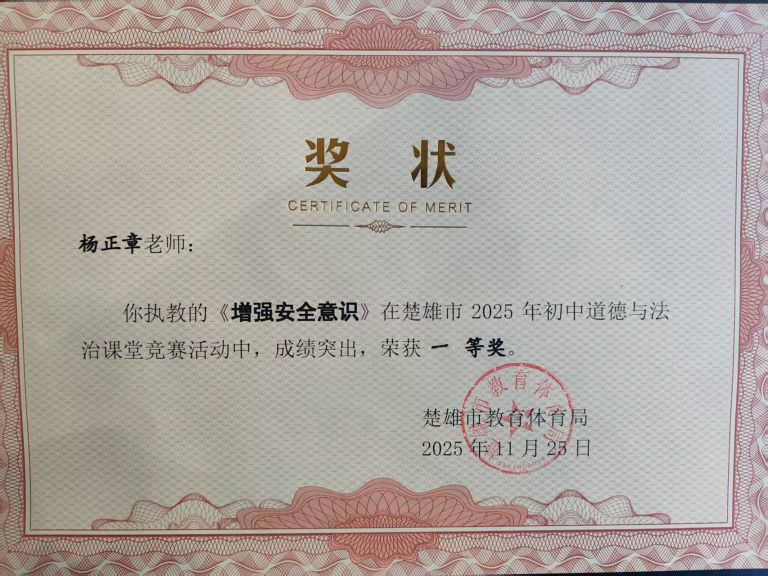 奖 状
CERTIFICATE OF MERIT
杨正章老师：
你执教的《增强安全意识》在楚雄市 2025 年初中道德与法
治课堂竞赛活动中，成绩突出，荣获 一 等奖。
楚雄市教育体育局
2025 年 11 月 25 日